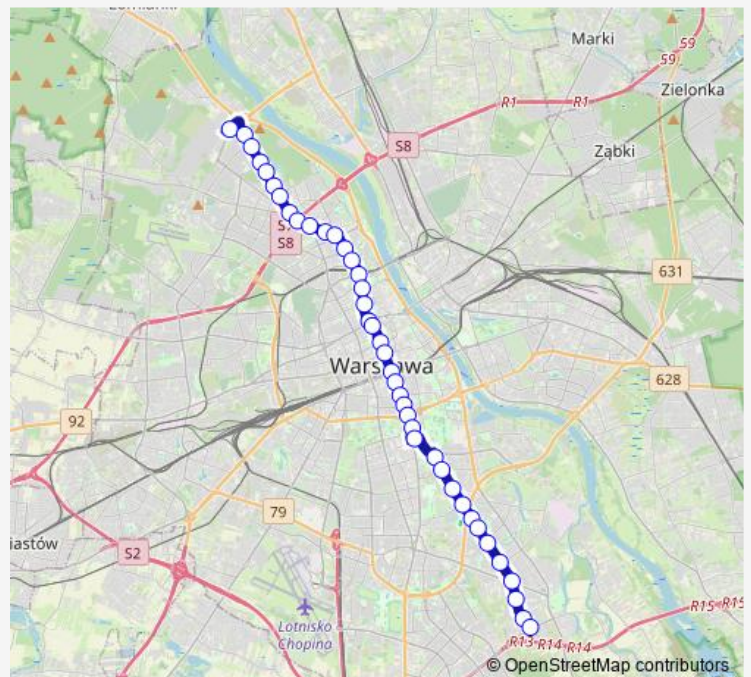 Marki
S9
S9
Zielonka
R1
R1
S8
Ząbki
S8
631
Warszawa
628
92
79
iastów
S2
Lotnisko
Chopina
R15
R15
R13
R14
R14
© OpenStreetMap contributors